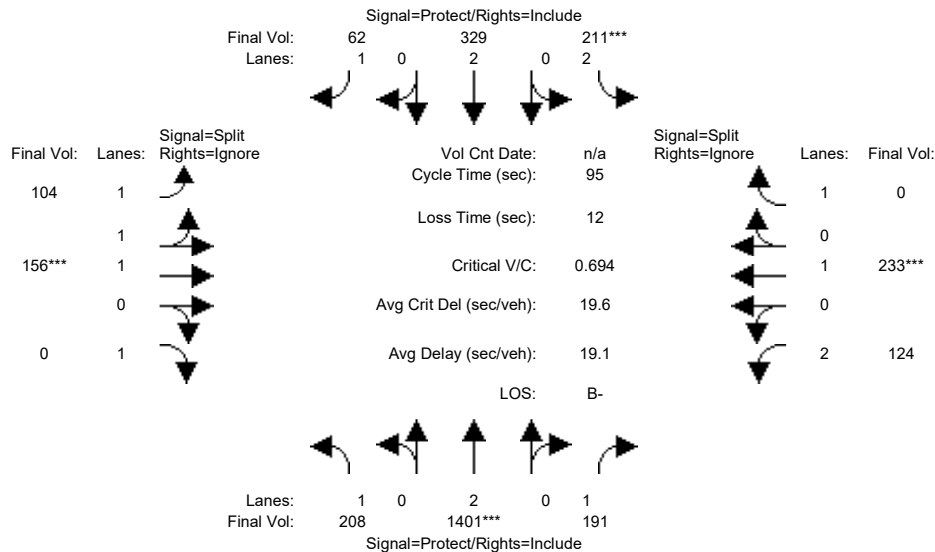 Signal=Protect/Rights=Include
Final Vol: 62 329 211***
Lanes: 1 0 2 0 2
Signal=Split
Final Vol: Lanes: Rights=Ignore
Vol Cnt Date: n/a
Signal=Split
Rights=Ignore Lanes: Final Vol:
Cycle Time (sec): 95
104 1
1 0
Loss Time (sec): 12
1
0
156*** 1
Critical V/C: 0.694
1 233***
0
Avg Crit Del (sec/veh): 19.6
0
0 1
Avg Delay (sec/veh): 19.1
2 124
LOS: B-
Lanes: 1 0 2 0 1
Final Vol: 208 1401*** 191
Signal=Protect/Rights=Include